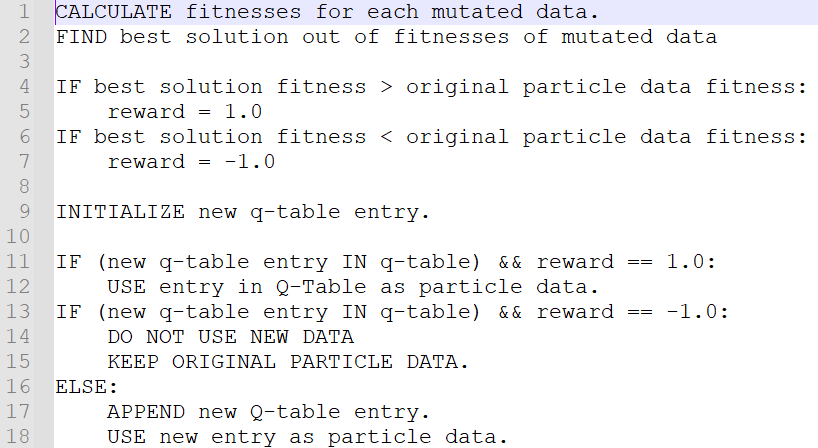 1 CALCULATE fitnesses for each mutated data.
2 FIND best solution out of fitnesses of mutated data
3
4 IF best solution fitness > original particle data fitness:
5     reward = 1.0
6 IF best solution fitness < original particle data fitness:
7     reward = -1.0
8
9 INITIALIZE new q-table entry.
10
11 IF (new q-table entry IN q-table) && reward == 1.0:
12     USE entry in Q-Table as particle data.
13 IF (new q-table entry IN q-table) && reward == -1.0:
14     DO NOT USE NEW DATA
15     KEEP ORIGINAL PARTICLE DATA.
16 ELSE:
17     APPEND new Q-table entry.
18     USE new entry as particle data.